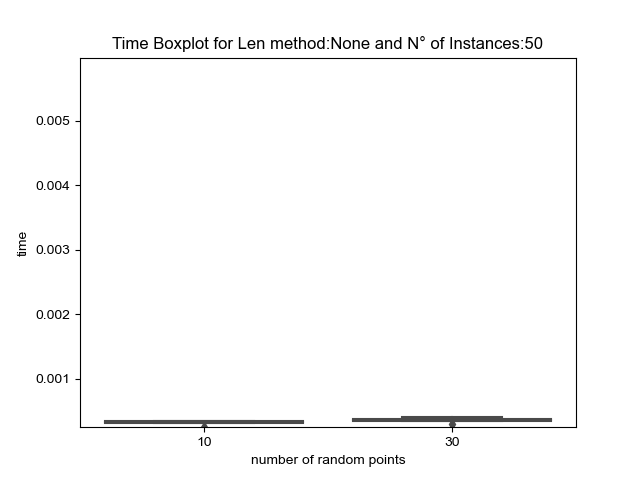 Time Boxplot for Len method:None and N° of Instances:50
0.005
0.004
0.003
0.002
0.001
time
10 30
number of random points